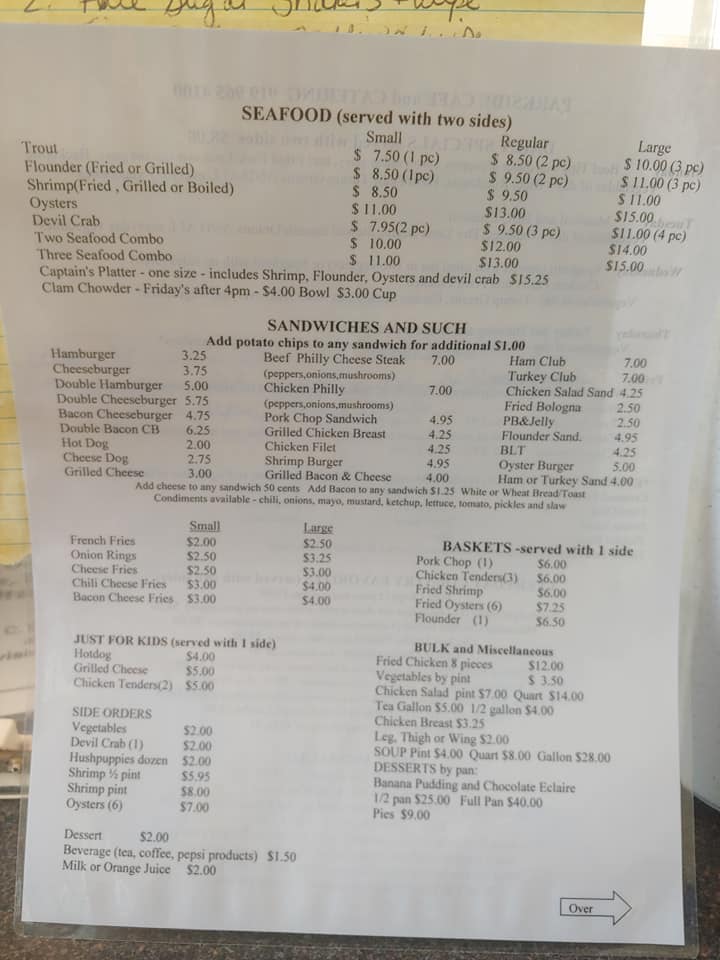 SEAFOOD (served with two sides)
Small Regular Large
Trout $ 7.50 (1 pc) $ 8.50 (2 pc) $ 10.00 (3 pc)
Flounder (Fried or Grilled) $ 8.50 (1pc) $ 9.50 (2 pc) $ 11.00 (3 pc)
Shrimp(Fried , Grilled or Boiled) $ 8.50 $ 9.50 $ 11.00
Oysters $ 11.00 $13.00 $15.00
Devil Crab $ 7.95(2 pc) $ 9.50 (3 pc) $11.00 (4 pc)
Two Seafood Combo $ 10.00 $12.00 $14.00
Three Seafood Combo $ 11.00 $13.00 $15.00
Captain's Platter - one size - includes Shrimp, Flounder, Oysters and devil crab $15.25
Clam Chowder - Friday's after 4pm - $4.00 Bowl $3.00 Cup
SANDWICHES AND SUCH
Add potato chips to any sandwich for additional $1.00
Hamburger 3.25
Cheeseburger 3.75
Double Hamburger 5.00
Double Cheeseburger 5.75
Bacon Cheeseburger 4.75
Double Bacon CB 6.25
Hot Dog 2.00
Cheese Dog 2.75
Grilled Cheese 3.00
Beef Philly Cheese Steak 7.00
(peppers,onions,mushrooms)
Chicken Philly 7.00
(peppers,onions,mushrooms)
Pork Chop Sandwich 4.95
Grilled Chicken Breast 4.25
Chicken Filet 4.25
Shrimp Burger 4.95
Grilled Bacon & Cheese 4.00
Ham Club 7.00
Turkey Club 7.00
Chicken Salad Sand 4.25
Fried Bologna 2.50
PB&Jelly 2.50
Flounder Sand. 4.95
BLT 4.25
Oyster Burger 5.00
Ham or Turkey Sand 4.00
Add cheese to any sandwich 50 cents Add Bacon to any sandwich $1.25 White or Wheat Bread/Toast
Condiments available - chili, onions, mayo, mustard, ketchup, lettuce, tomato, pickles and slaw
Small Large
French Fries $2.00 $2.50
Onion Rings $2.50 $3.25
Cheese Fries $2.50 $3.00
Chili Cheese Fries $3.00 $4.00
Bacon Cheese Fries $3.00 $4.00
BASKETS -served with 1 side
Pork Chop (1) $6.00
Chicken Tenders(3) $6.00
Fried Shrimp $6.00
Fried Oysters (6) $7.25
Flounder (1) $6.50
JUST FOR KIDS (served with 1 side)
Hotdog $4.00
Grilled Cheese $5.00
Chicken Tenders(2) $5.00
SIDE ORDERS
Vegetables $2.00
Devil Crab (1) $2.00
Hushpuppies dozen $2.00
Shrimp ½ pint $5.95
Shrimp pint $8.00
Oysters (6) $7.00
Dessert $2.00
Beverage (tea, coffee, pepsi products) $1.50
Milk or Orange Juice $2.00
BULK and Miscellaneous
Fried Chicken 8 pieces $12.00
Vegetables by pint $ 3.50
Chicken Salad pint $7.00 Quart $14.00
Tea Gallon $5.00 1/2 gallon $4.00
Chicken Breast $3.25
Leg, Thigh or Wing $2.00
SOUP Pint $4.00 Quart $8.00 Gallon $28.00
DESSERTS by pan:
Banana Pudding and Chocolate Eclaire
1/2 pan $25.00 Full Pan $40.00
Pies $9.00
Over